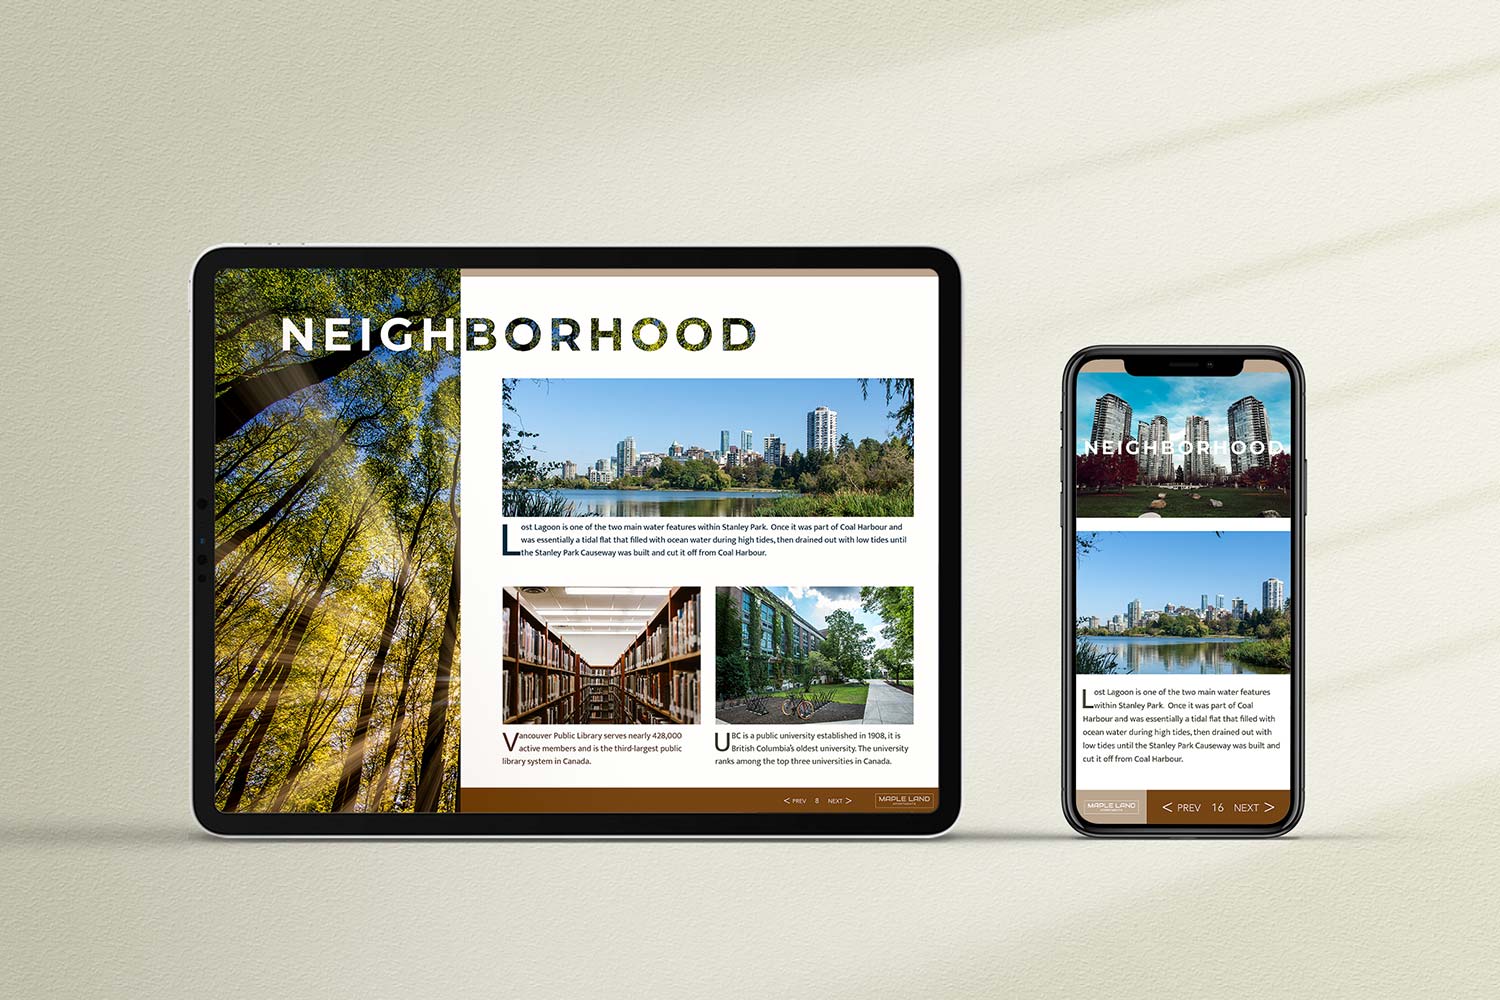 NEIGHBORHOOD
Lost Lagoon is one of the two main water features within Stanley Park. Once it was part of Coal Harbour and
was essentially a tidal flat that filled with ocean water during high tides, then drained out with low tides until
the Stanley Park Causeway was built and cut it off from Coal Harbour.
Vancouver Public Library serves nearly 428,000
active members and is the third-largest public
library system in Canada.
UBC is a public university established in 1908, it is
British Columbia's oldest university. The university
ranks among the top three universities in Canada.
< PREV 8 NEXT >
MAPLE LAND
APARTMENTS
NEIGHBORHOOD
Lost Lagoon is one of the two main water features
within Stanley Park. Once it was part of Coal
Harbour and was essentially a tidal flat that filled with
ocean water during high tides, then drained out with
low tides until the Stanley Park Causeway was built and
cut it off from Coal Harbour.
MAPLE LAND
APARTMENTS
< PREV 16 NEXT >